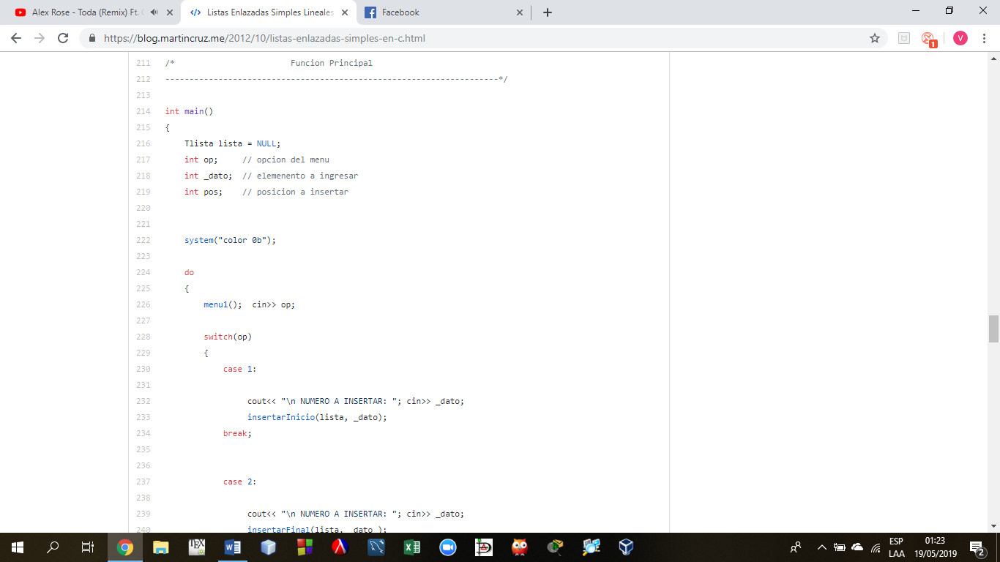 Alex Rose - Toda (Remix) Ft.
Listas Enlazadas Simples Lineales
Facebook
https://blog.martincruz.me/2012/10/listas-enlazadas-simples-en-c.html
1
V
211 /* Funcion Principal
212 ---------------------------------------------------------------------*/
213
214 int main()
215 {
216 Tlista lista = NULL;
217 int op; // opcion del menu
218 int _dato; // elemenento a ingresar
219 int pos; // posicion a insertar
220
221
222 system("color 0b");
223
224 do
225 {
226 menu1(); cin>> op;
227
228 switch(op)
229 {
230 case 1:
231
232 cout<< "\n NUMERO A INSERTAR: "; cin>> _dato;
233 insertarInicio(lista, _dato);
234 break;
235
236
237 case 2:
238
239 cout<< "\n NUMERO A INSERTAR: "; cin>> _dato;
240 insertarFinal(lista, _dato );
ESP
LAA
01:23
19/05/2019
2